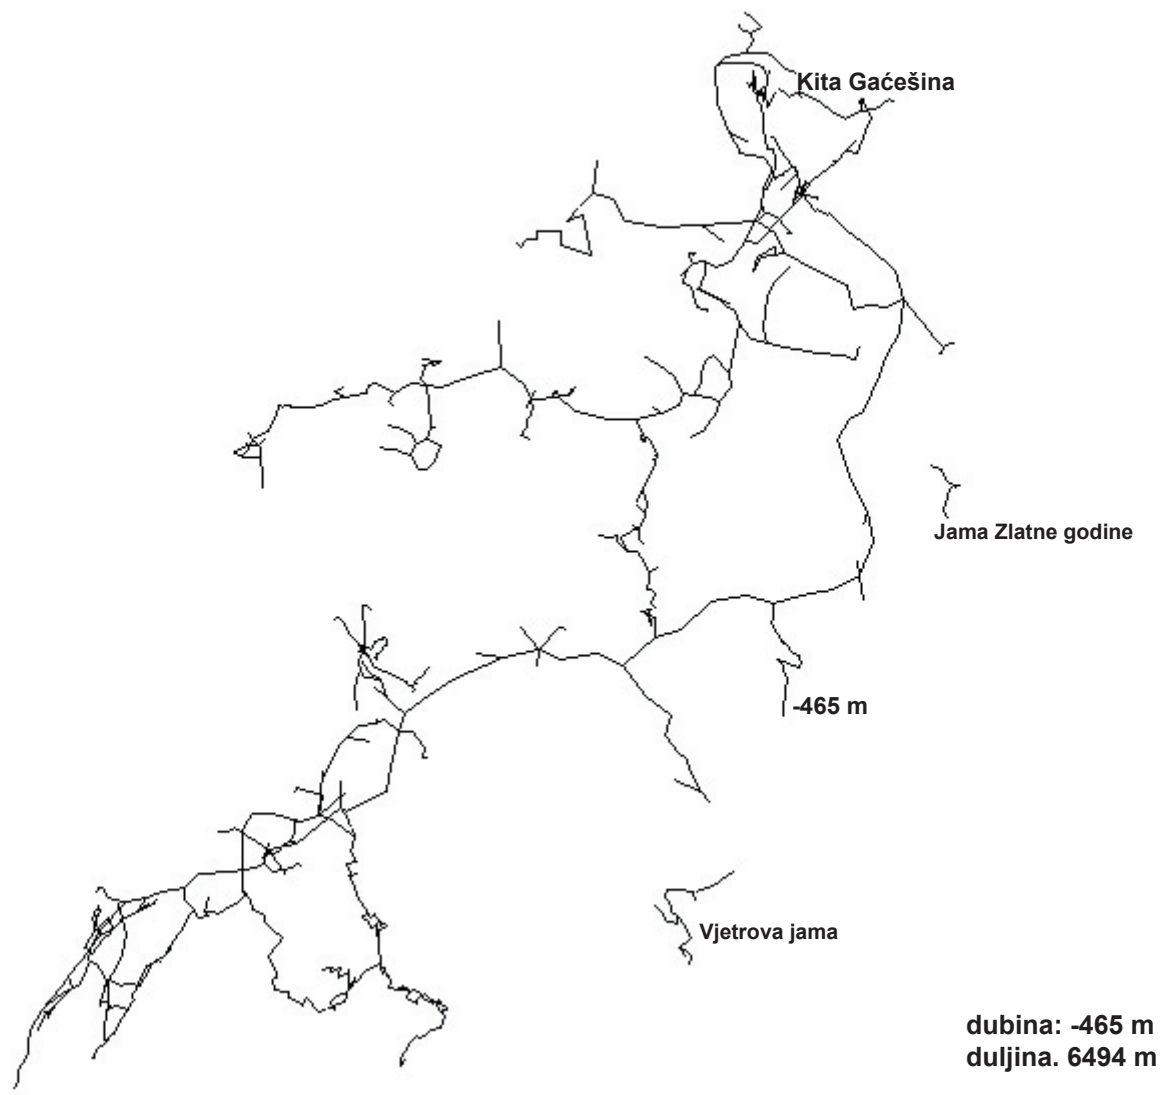 Kita Gaćešina
Jama Zlatne godine
-465 m
Vjetrova jama
dubina: -465 m
duljina. 6494 m